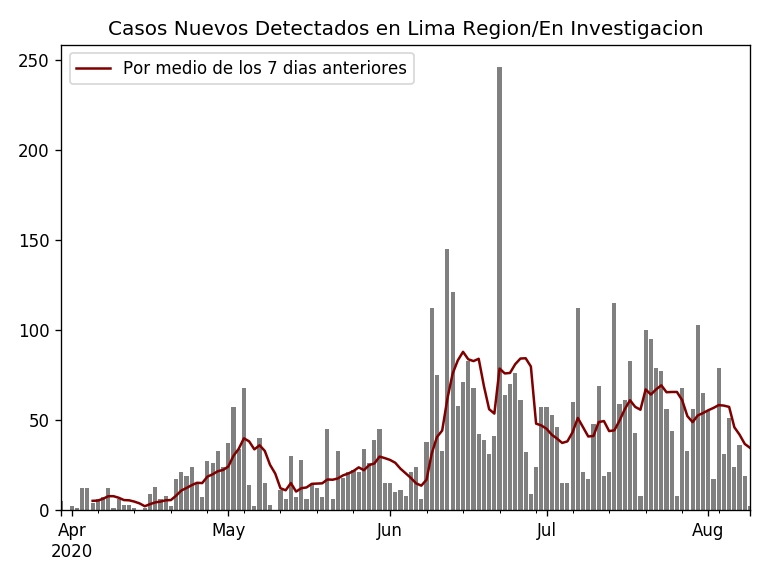 Casos Nuevos Detectados en Lima Region/En Investigacion
Por medio de los 7 dias anteriores
250
200
150
100
50
0
Apr May Jun Jul Aug
2020